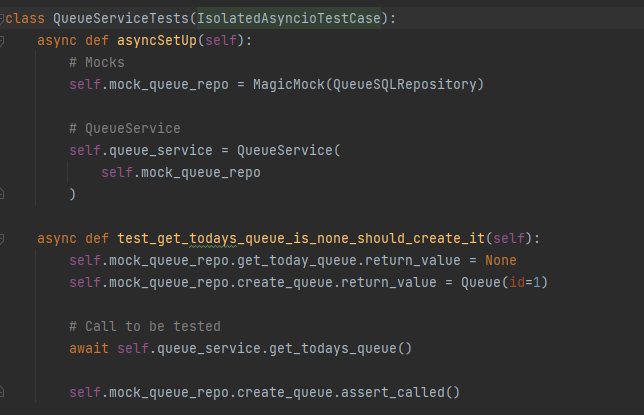 class QueueServiceTests(IsolatedAsyncioTestCase):
    async def asyncSetUp(self):
        # Mocks
        self.mock_queue_repo = MagicMock(QueueSQLRepository)

        # QueueService
        self.queue_service = QueueService(
            self.mock_queue_repo
        )

    async def test_get_todays_queue_is_none_should_create_it(self):
        self.mock_queue_repo.get_today_queue.return_value = None
        self.mock_queue_repo.create_queue.return_value = Queue(id=1)

        # Call to be tested
        await self.queue_service.get_todays_queue()

        self.mock_queue_repo.create_queue.assert_called()